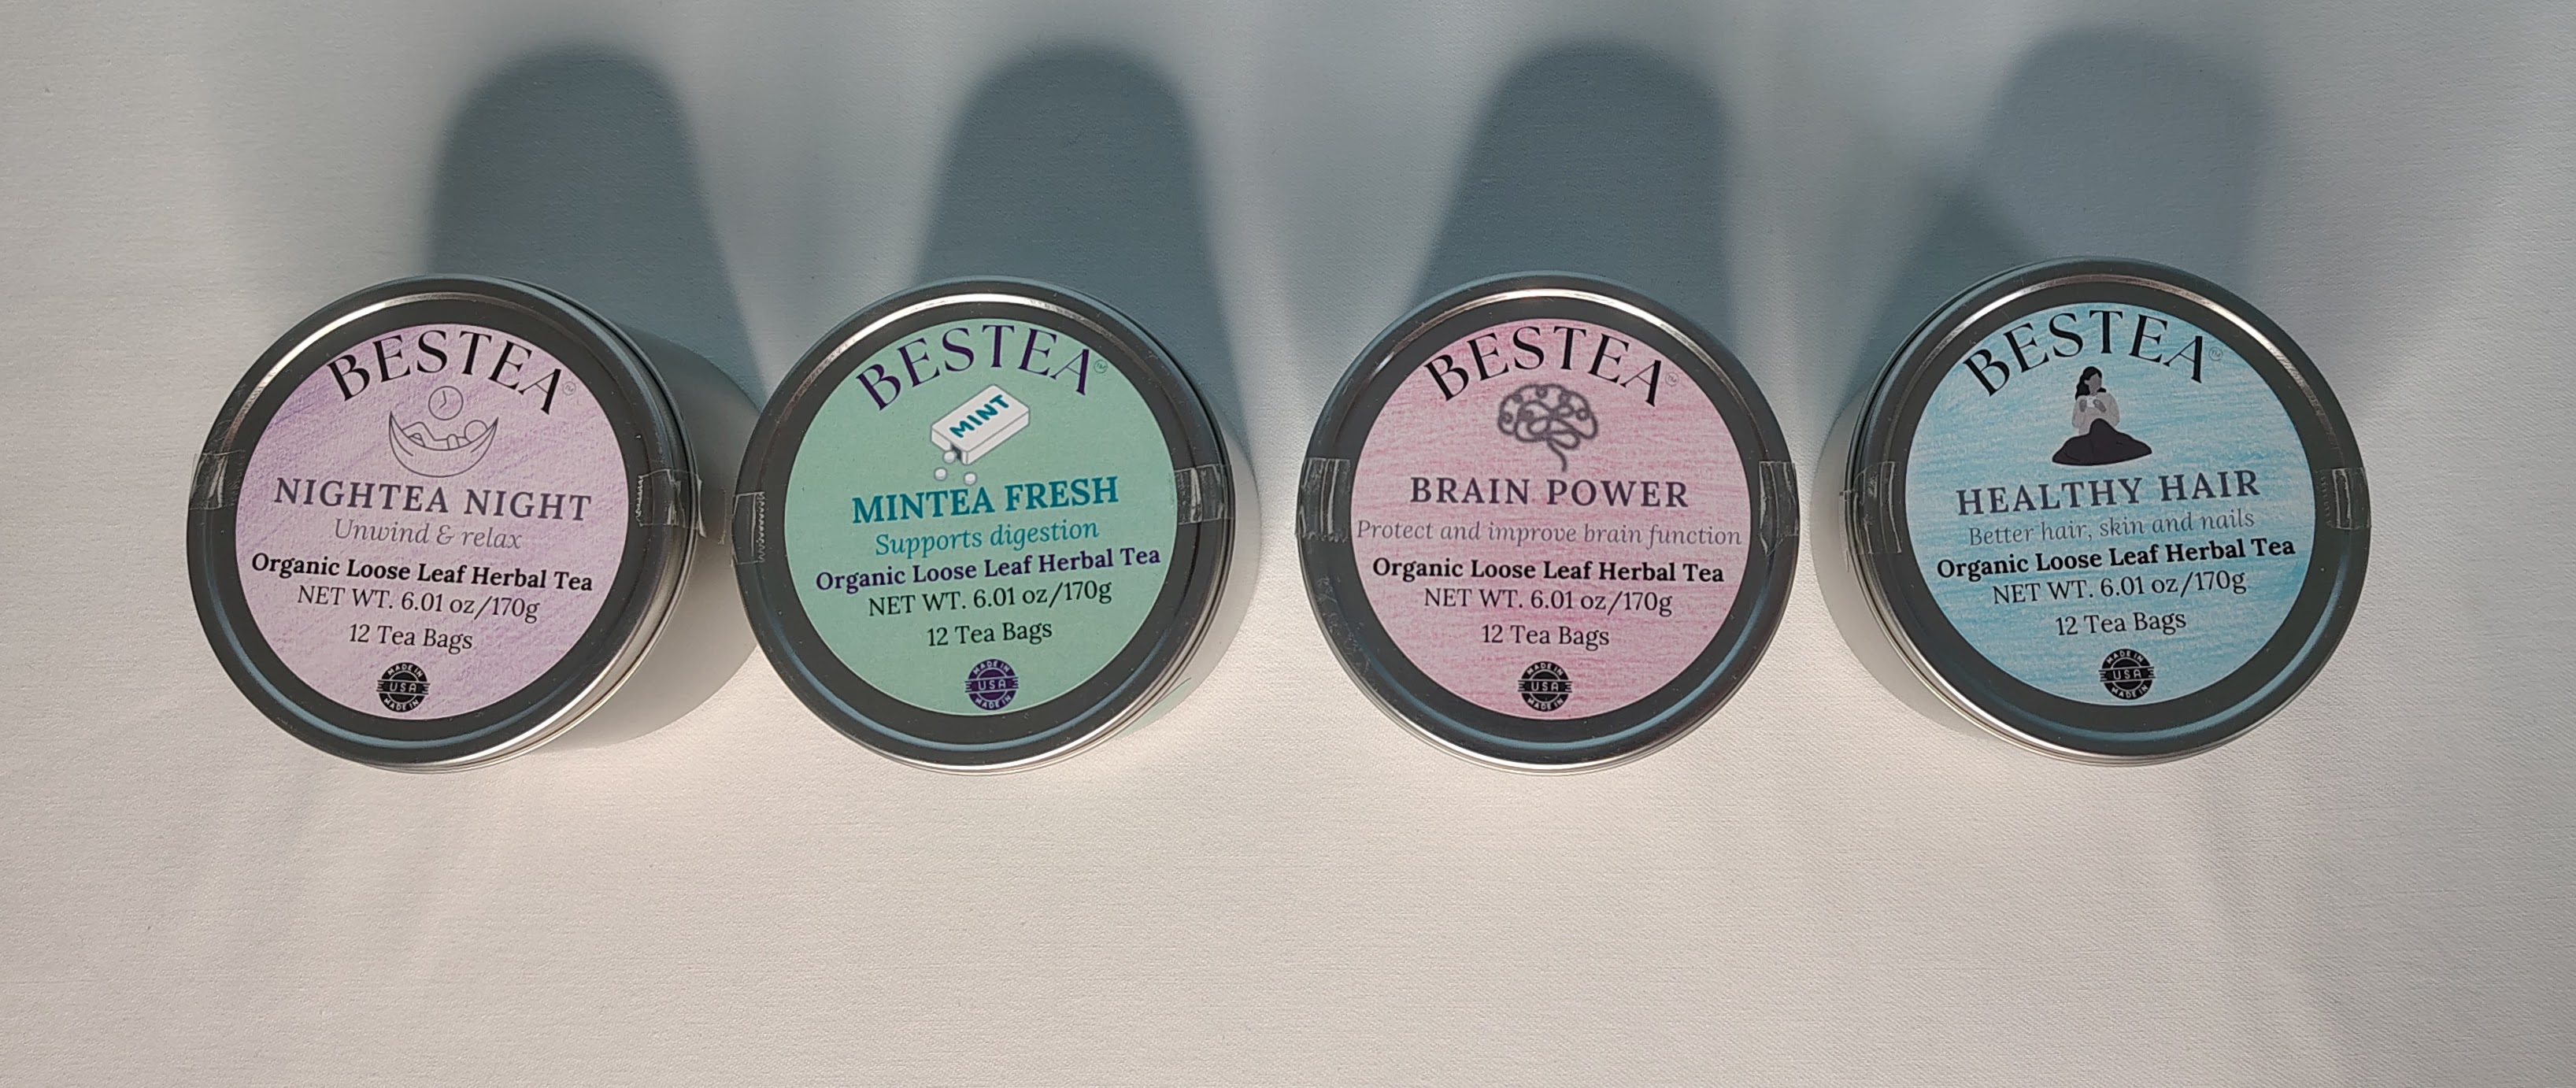 BESTEA™
NIGHTEA NIGHT
Unwind & relax
Organic Loose Leaf Herbal Tea
NET WT. 6.01 oz/170g
12 Tea Bags
MADE IN
USA
MADE IN
BESTEA™
MINT
MINTEA FRESH
Supports digestion
Organic Loose Leaf Herbal Tea
NET WT. 6.01 oz/170g
12 Tea Bags
MADE IN
USA
MADE IN
BESTEA™
BRAIN POWER
Protect and improve brain function
Organic Loose Leaf Herbal Tea
NET WT. 6.01 oz/170g
12 Tea Bags
MADE IN
USA
MADE IN
BESTEA™
HEALTHY HAIR
Better hair, skin and nails
Organic Loose Leaf Herbal Tea
NET WT. 6.01 oz/170g
12 Tea Bags
MADE IN
USA
MADE IN